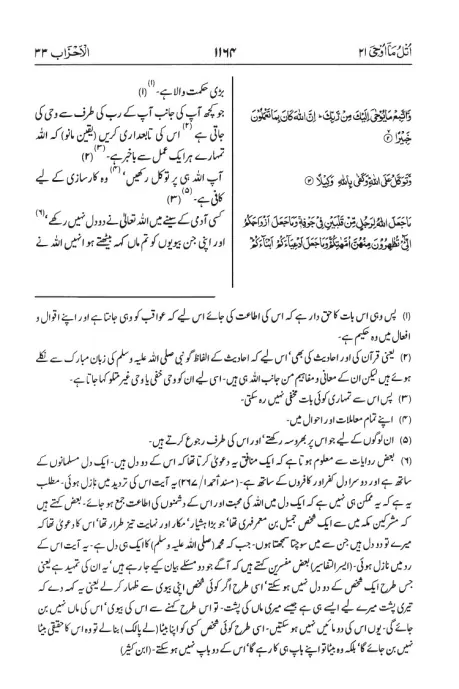 اُتْلُ مَآ اُوْحِیَ ٢١
١١٦٤
الاَحْزَاب ٣٣
بڑی حکمت والا ہے۔(١) (١)
وَّاتَّبِعْ مَا يُوْحٰٓى اِلَيْكَ مِنْ رَّبِّكَ ۭ اِنَّ اللّٰهَ كَانَ بِمَا تَعْمَلُوْنَ
خَبِيْرًا ۝٢
جو کچھ آپ کی جانب آپ کے رب کی طرف سے وحی کی
جاتی ہے(٢) اس کی تابعداری کریں (یقین مانو) کہ اللہ
تمہارے ہر ایک عمل سے باخبر ہے۔(٣) (٢)
وَّتَوَكَّلْ عَلَى اللّٰهِ ۭ وَكَفٰى بِاللّٰهِ وَكِيْلًا ۝٣
آپ اللہ ہی پر توکل رکھیں،(٤) وہ کار سازی کے لیے
کافی ہے۔(٥) (٣)
مَا جَعَلَ اللّٰهُ لِرَجُلٍ مِّنْ قَلْبَيْنِ فِيْ جَوْفِهٖ ۚ وَمَا جَعَلَ اَزْوَاجَكُمُ
اڿ تُظٰهِرُوْنَ مِنْهُنَّ اُمَّهٰتِكُمْ ۚ وَمَا جَعَلَ اَدْعِيَاۗءَكُمْ اَبْنَاۗءَكُمْ ۭ
کسی آدمی کے سینے میں اللہ تعالیٰ نے دو دل نہیں رکھے،(٦)
اور اپنی جن بیویوں کو تم ماں کہہ بیٹھتے ہو انہیں اللہ نے
(١) پس وہی اس بات کا حق دار ہے کہ اس کی اطاعت کی جائے اس لیے کہ عواقب کو وہی جانتا ہے اور اپنے اقوال و
افعال میں وہ حکیم ہے۔
(٢) یعنی قرآن کی اور احادیث کی بھی، اس لیے کہ احادیث کے الفاظ گو نبی صلی اللہ علیہ وسلم کی زبان مبارک سے نکلے
ہوئے ہیں لیکن ان کے معانی و مفاہیم من جانب اللہ ہی ہیں۔ اسی لیے ان کو وحی خفی یا وحی غیر متلو کہا جاتا ہے۔
(٣) پس اس سے تمہاری کوئی بات مخفی نہیں رہ سکتی۔
(٤) اپنے تمام معاملات اور احوال میں۔
(٥) ان لوگوں کے لیے جو اس پر بھروسہ رکھتے، اور اس کی طرف رجوع کرتے ہیں۔
(٦) بعض روایات سے معلوم ہوتا ہے کہ ایک منافق یہ دعویٰ کرتا تھا کہ اس کے دو دل ہیں۔ ایک دل مسلمانوں کے
ساتھ ہے اور دوسرا دل کفر اور کافروں کے ساتھ ہے۔ (مسند أحمد ١/٢٦٧) یہ آیت اس کی تردید میں نازل ہوئی۔ مطلب
یہ ہے کہ یہ ممکن ہی نہیں ہے کہ ایک دل میں اللہ کی محبت اور اس کے دشمنوں کی اطاعت جمع ہو جائے۔ بعض کہتے ہیں
کہ مشرکین مکہ میں سے ایک شخص جمیل بن معمر فہری تھا، جو بڑا ہشیار، مکار اور نہایت تیز طرار تھا، اس کا دعویٰ تھا کہ
میرے تو دو دل ہیں جن سے میں سوچتا سمجھتا ہوں۔ جب کہ محمد (صلی اللہ علیہ وسلم) کا ایک ہی دل ہے۔ یہ آیت اس کے
رد میں نازل ہوئی۔ (ایسر التفاسیر) بعض مفسرین کہتے ہیں کہ آگے جو دو مسئلے بیان کیے جا رہے ہیں، یہ ان کی تمہید ہے یعنی
جس طرح ایک شخص کے دو دل نہیں ہو سکتے، اسی طرح اگر کوئی شخص اپنی بیوی سے ظہار کر لے یعنی یہ کہہ دے کہ
تیری پشت میرے لیے ایسے ہی ہے جیسے میری ماں کی پشت۔ تو اس طرح کہنے سے اس کی بیوی، اس کی ماں نہیں بن
جائے گی۔ یوں اس کی دو مائیں نہیں ہو سکتیں۔ اسی طرح کوئی شخص کسی کو اپنا بیٹا (لے پالک) بنا لے تو وہ اس کا حقیقی بیٹا
نہیں بن جائے گا، بلکہ وہ بیٹا تو اپنے باپ ہی کا رہے گا، اس کے دو باپ نہیں ہو سکتے۔ (ابن کثیر)